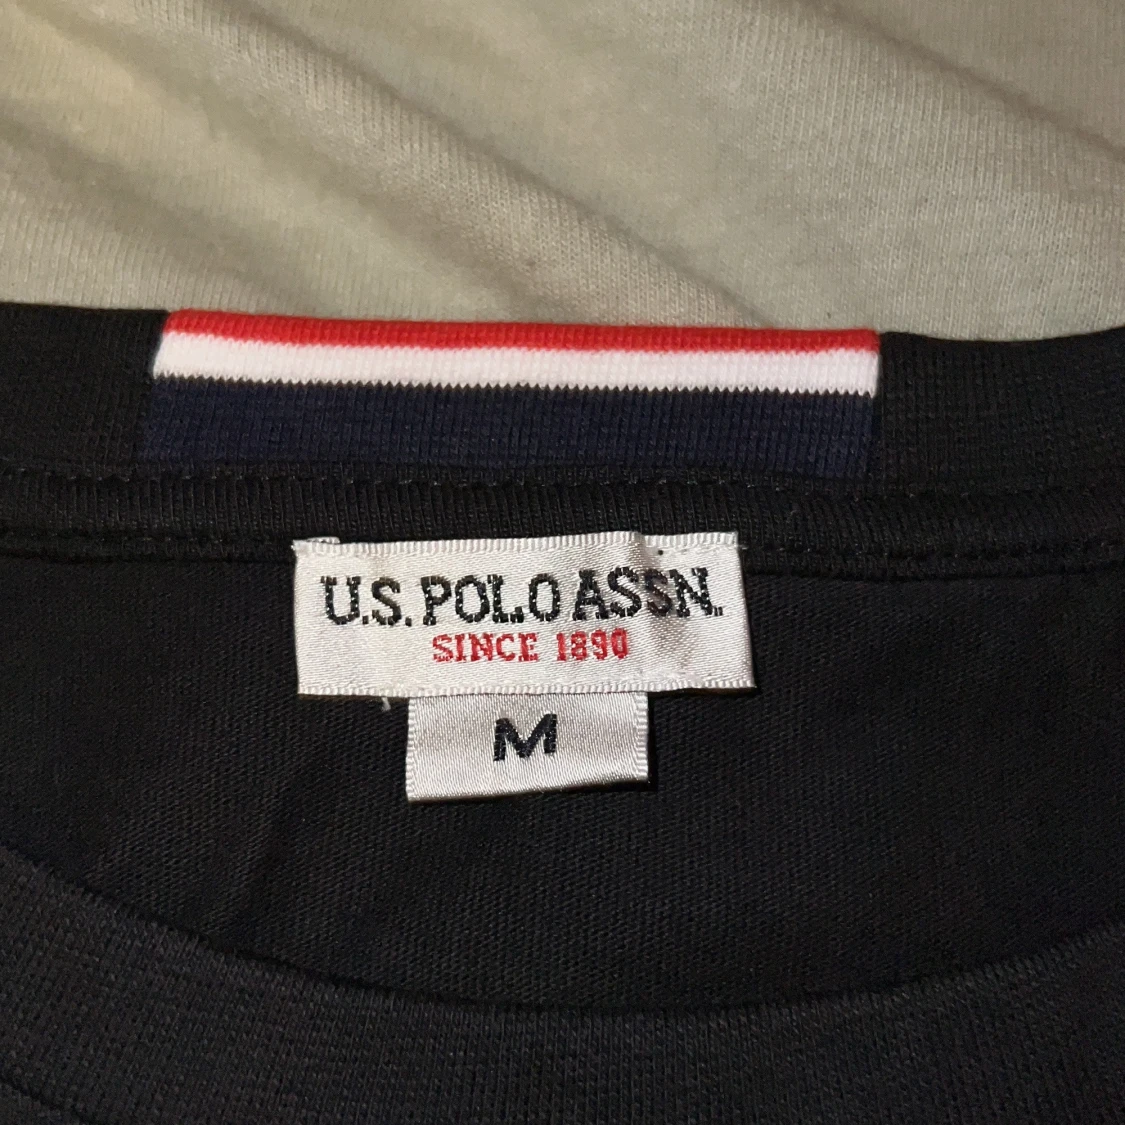 U.S. POLO ASSN.
SINCE 1890
M